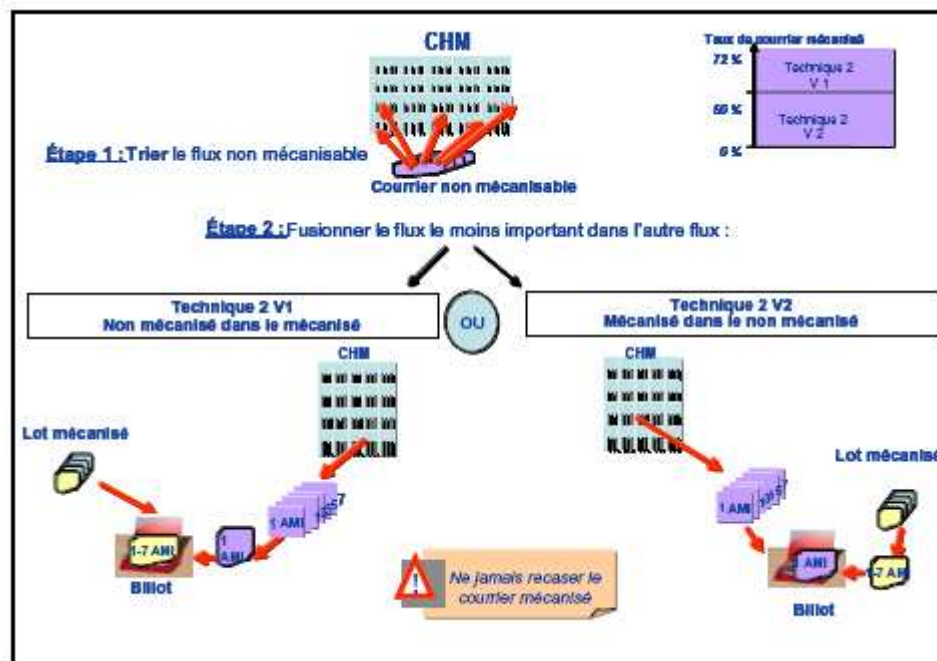 CHM
Taux de courrier mécanisé
72 %
Technique 2
V 1
Technique 2
V 2
0 %
Étape 1 : Trier le flux non mécanisable
Courrier non mécanisable
Étape 2 : Fusionner le flux le moins important dans l'autre flux :
Technique 2 V1
Non mécanisé dans le mécanisé
OU
Technique 2 V2
Mécanisé dans le non mécanisé
CHM
CHM
Lot mécanisé
Lot mécanisé
1 AMI
1 AMI
1-7 AMI
1 AMI
AMI
1-7 AMI
Billot
Billot
Ne jamais recaser le
courrier mécanisé